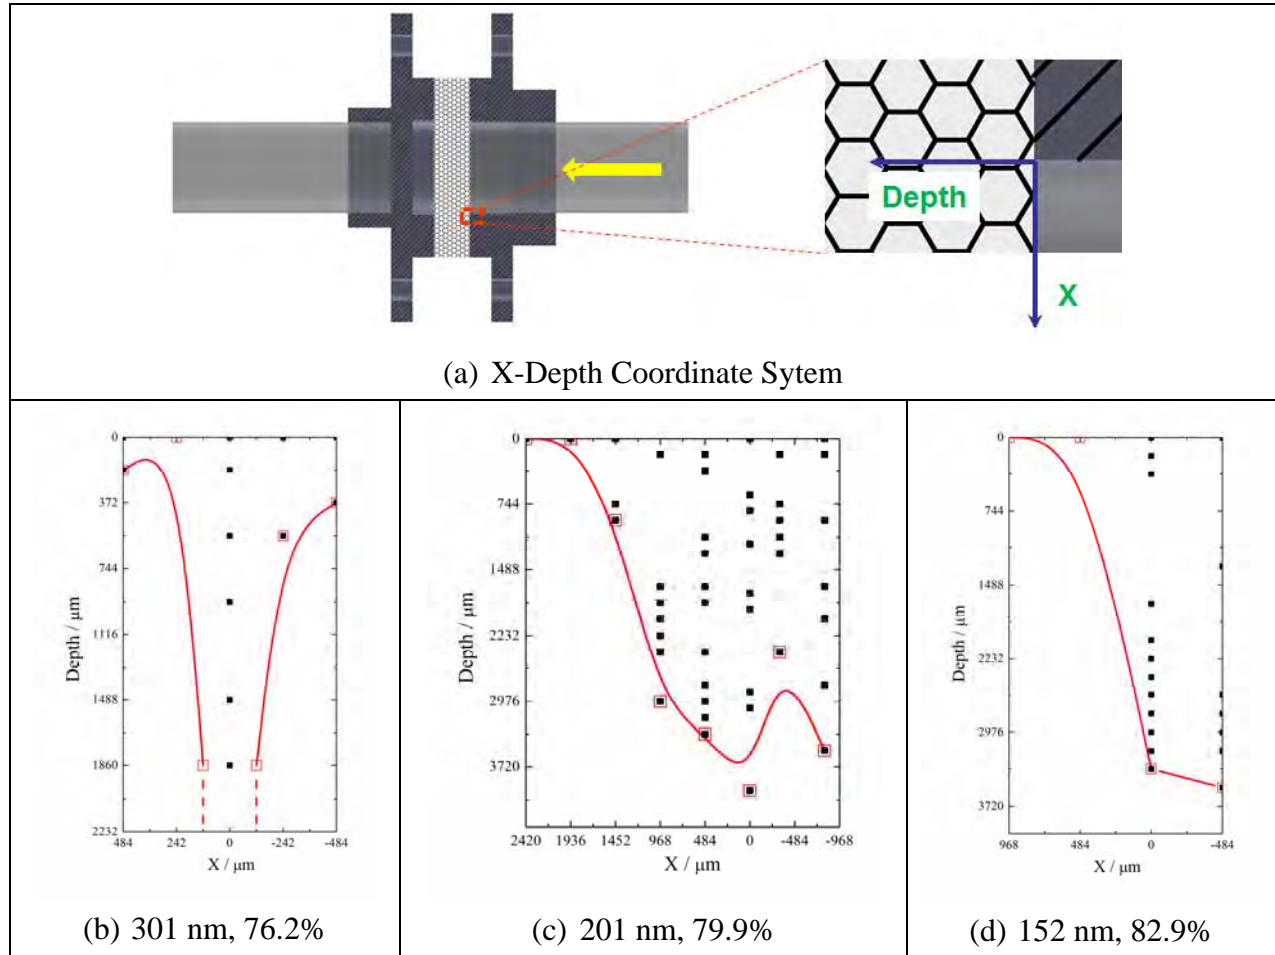 Depth
X
(a) X-Depth Coordinate Sytem
0
372
744
1116
1488
1860
2232
Depth / μm
484 242 0 -242 -484
X / μm
(b) 301 nm, 76.2%
0
744
1488
2232
2976
3720
Depth / μm
2420 1936 1452 968 484 0 -484 -968
X / μm
(c) 201 nm, 79.9%
0
744
1488
2232
2976
3720
Depth / μm
968 484 0 -484
X / μm
(d) 152 nm, 82.9%